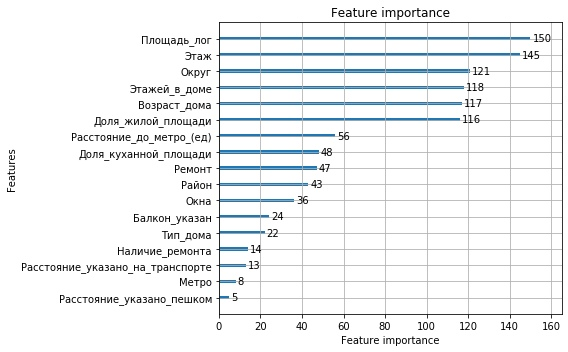 Feature importance
Площадь_лог 150
Этаж 145
Округ 121
Этажей_в_доме 118
Возраст_дома 117
Доля_жилой_площади 116
Расстояние_до_метро_(ед) 56
Доля_куханной_площади 48
Ремонт 47
Район 43
Окна 36
Балкон_указан 24
Тип_дома 22
Наличие_ремонта 14
Расстояние_указано_на_транспорте 13
Метро 8
Расстояние_указано_пешком 5
Features
0 20 40 60 80 100 120 140 160
Feature importance